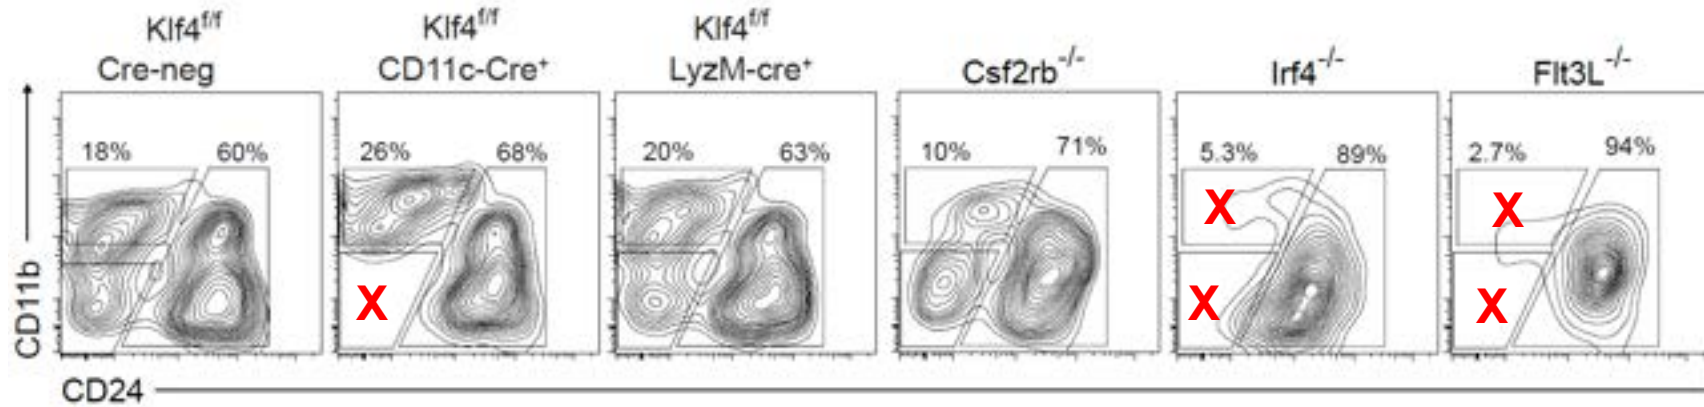 Klf4f/f
Cre-neg
Klf4f/f
CD11c-Cre+
Klf4f/f
LyzM-cre+
Csf2rb-/-
Irf4-/-
Flt3L-/-
18% 60%
26% 68%
20% 63%
10% 71%
5.3% 89%
2.7% 94%
X X
X X X
CD11b
CD24